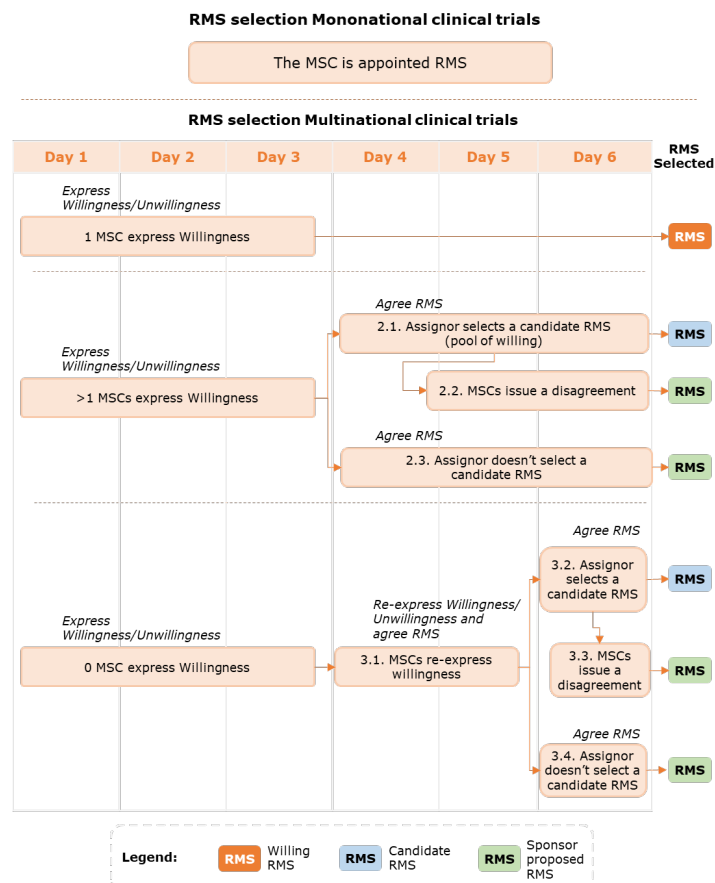 RMS selection Mononational clinical trials
The MSC is appointed RMS
RMS selection Multinational clinical trials
Day 1
Day 2
Day 3
Day 4
Day 5
Day 6
RMS
Selected
Express
Willingness/Unwillingness
1 MSC express Willingness
RMS
Agree RMS
2.1. Assignor selects a candidate RMS
(pool of willing)
RMS
Express
Willingness/Unwillingness
>1 MSCs express Willingness
2.2. MSCs issue a disagreement
RMS
Agree RMS
2.3. Assignor doesn't select a
candidate RMS
RMS
Agree RMS
3.2. Assignor
selects a
candidate RMS
RMS
Re-express Willingness/
Unwillingness and
agree RMS
Express
Willingness/Unwillingness
0 MSC express Willingness
3.1. MSCs re-express
willingness
3.3. MSCs
issue a
disagreement
RMS
Agree RMS
3.4. Assignor
doesn't select a
candidate RMS
RMS
Legend:
RMS
Willing
RMS
RMS
Candidate
RMS
RMS
Sponsor
proposed
RMS